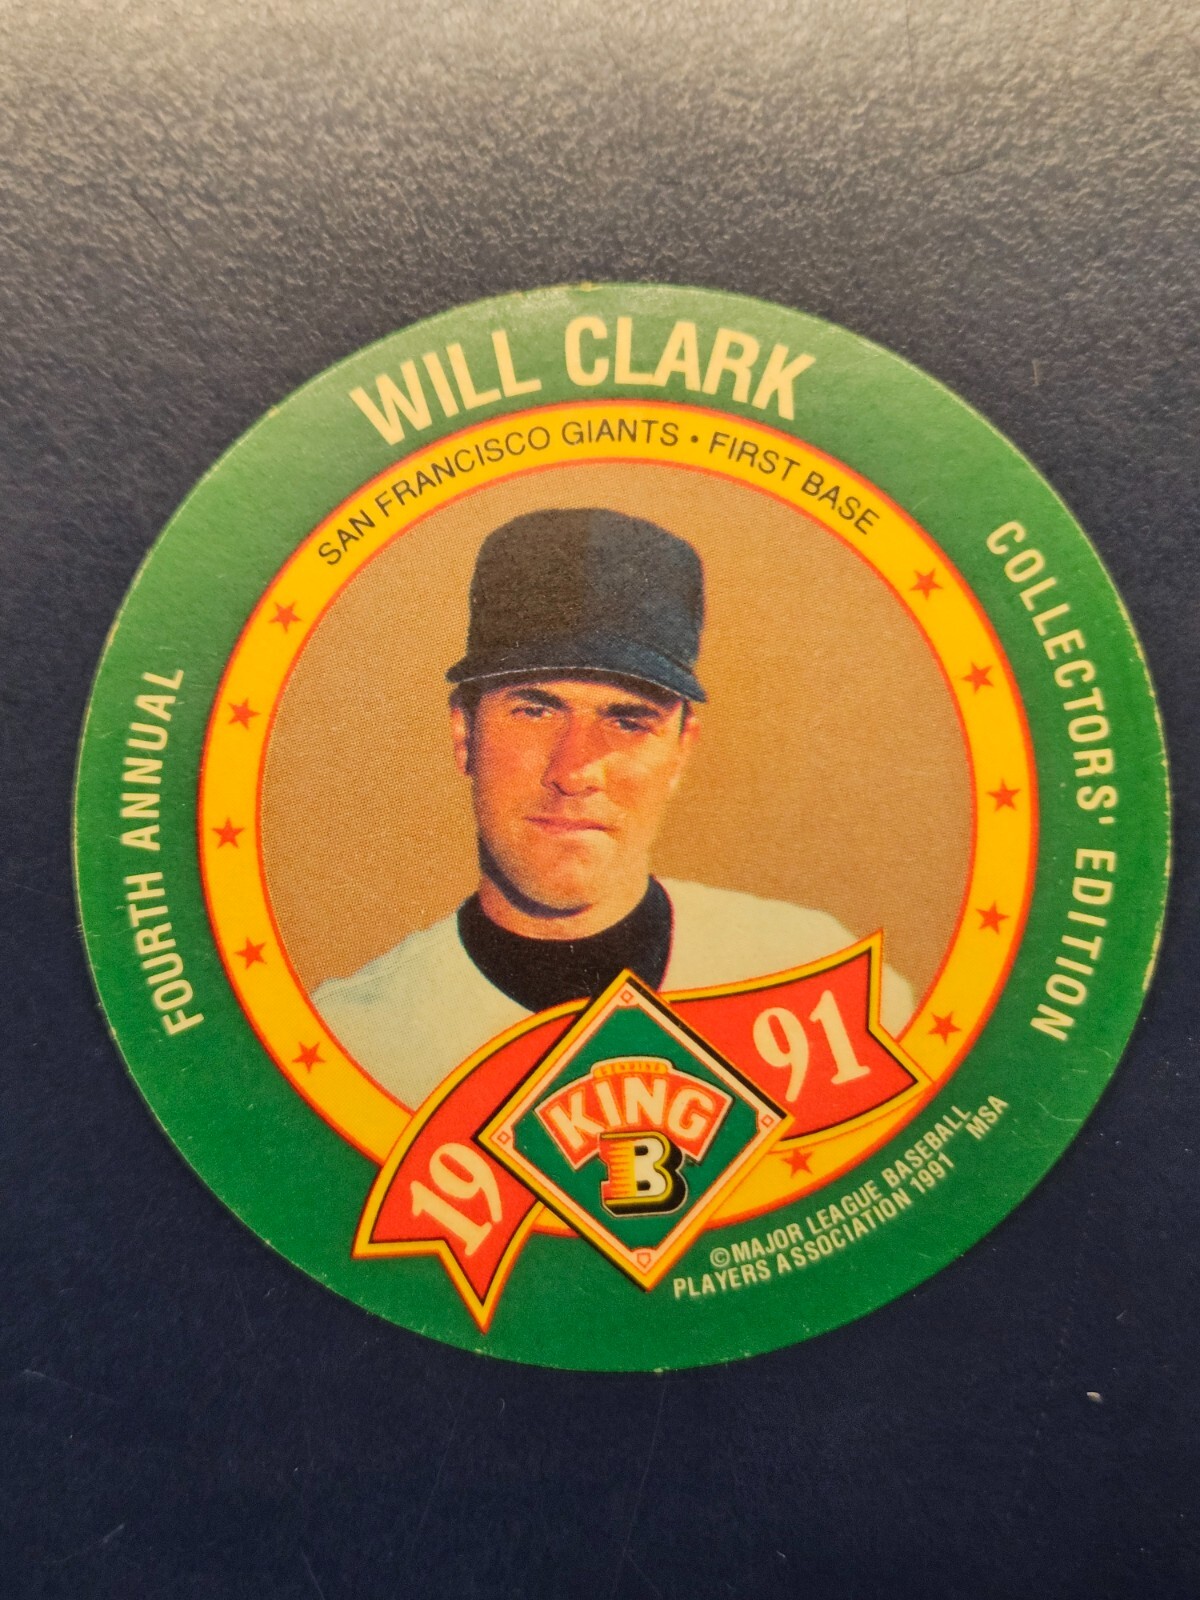 WILL CLARK
SAN FRANCISCO GIANTS • FIRST BASE
FOURTH ANNUAL
COLLECTORS' EDITION
19 91
KING
B
©MAJOR LEAGUE BASEBALL
PLAYERS ASSOCIATION 1991 MSA